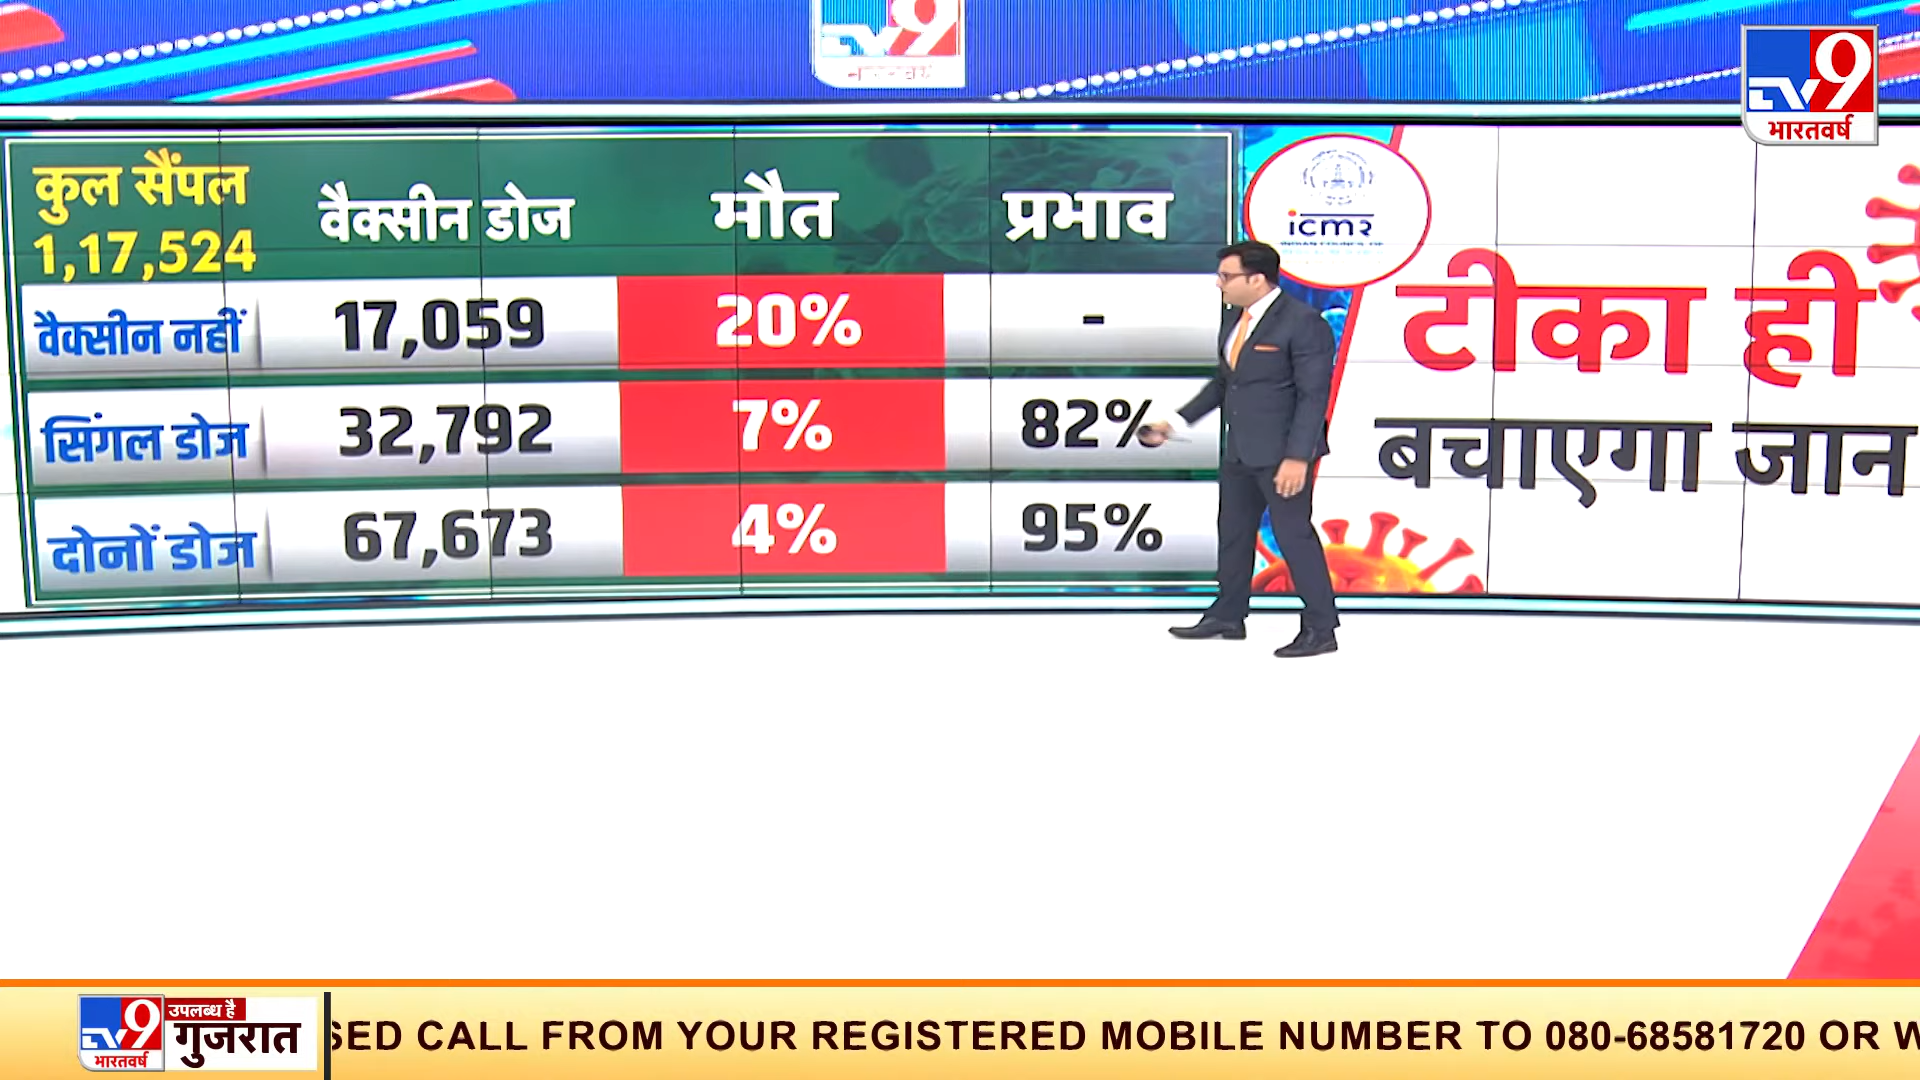 TV9
भारतवर्ष
TV9
कुल सैंपल
1,17,524
वैक्सीन डोज मौत प्रभाव
वैक्सीन नहीं 17,059 20% -
सिंगल डोज 32,792 7% 82%
दोनों डोज 67,673 4% 95%
icmr
टीका ही
बचाएगा जान
TV9
भारतवर्ष
उपलब्ध है
गुजरात
SED CALL FROM YOUR REGISTERED MOBILE NUMBER TO 080-68581720 OR W